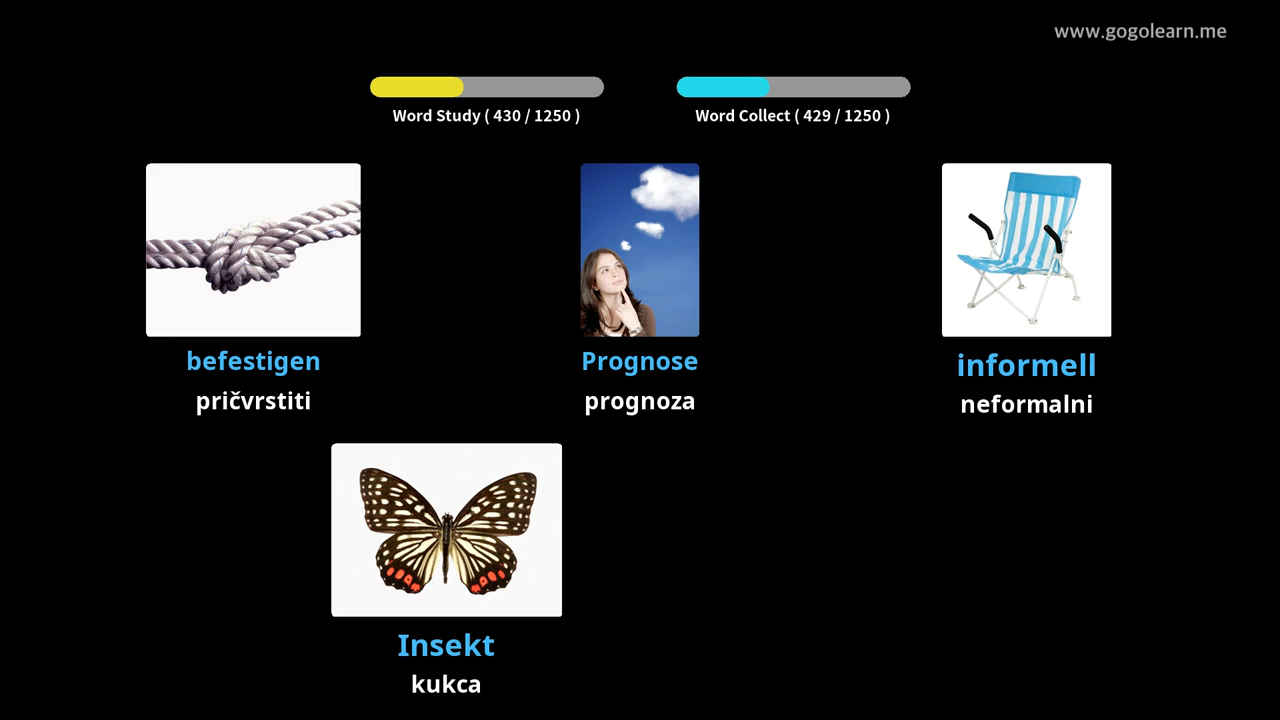 www.gogolearn.me
Word Study ( 430 / 1250 )
Word Collect ( 429 / 1250 )
befestigen
pričvrstiti
Prognose
prognoza
informell
neformalni
Insekt
kukca